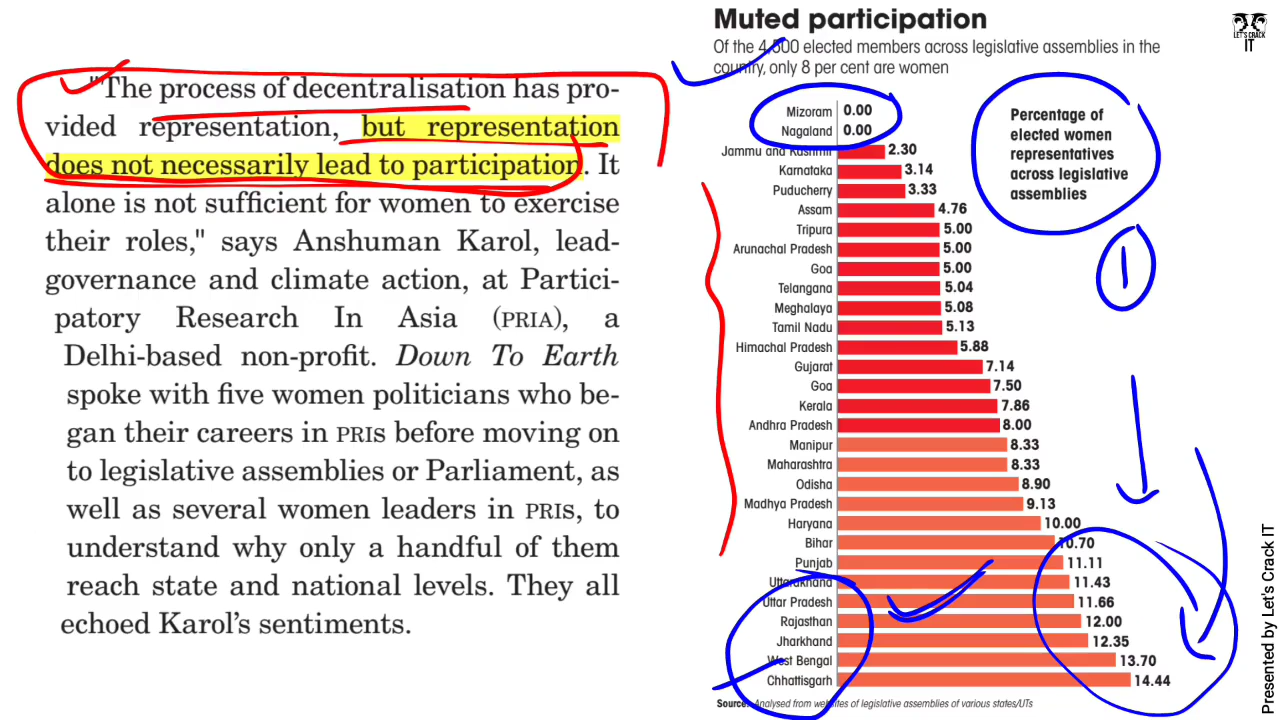 "The process of decentralisation has pro-
vided representation, but representation
does not necessarily lead to participation. It
alone is not sufficient for women to exercise
their roles," says Anshuman Karol, lead-
governance and climate action, at Partici-
patory Research In Asia (PRIA), a
Delhi-based non-profit. Down To Earth
spoke with five women politicians who be-
gan their careers in PRIs before moving on
to legislative assemblies or Parliament, as
well as several women leaders in PRIs, to
understand why only a handful of them
reach state and national levels. They all
echoed Karol's sentiments.
Muted participation
Of the 4,500 elected members across legislative assemblies in the
country, only 8 per cent are women
Mizoram 0.00
Nagaland 0.00
Jammu and Kashmir 2.30
Karnataka 3.14
Puducherry 3.33
Assam 4.76
Tripura 5.00
Arunachal Pradesh 5.00
Goa 5.00
Telangana 5.04
Meghalaya 5.08
Tamil Nadu 5.13
Himachal Pradesh 5.88
Gujarat 7.14
Goa 7.50
Kerala 7.86
Andhra Pradesh 8.00
Manipur 8.33
Maharashtra 8.33
Odisha 8.90
Madhya Pradesh 9.13
Haryana 10.00
Bihar 10.70
Punjab 11.11
Uttarakhand 11.43
Uttar Pradesh 11.66
Rajasthan 12.00
Jharkhand 12.35
West Bengal 13.70
Chhattisgarh 14.44
Percentage of
elected women
representatives
across legislative
assemblies
1
Source: Analysed from websites of legislative assemblies of various states/UTs
LET'S CRACK
IT
Presented by Let's Crack IT